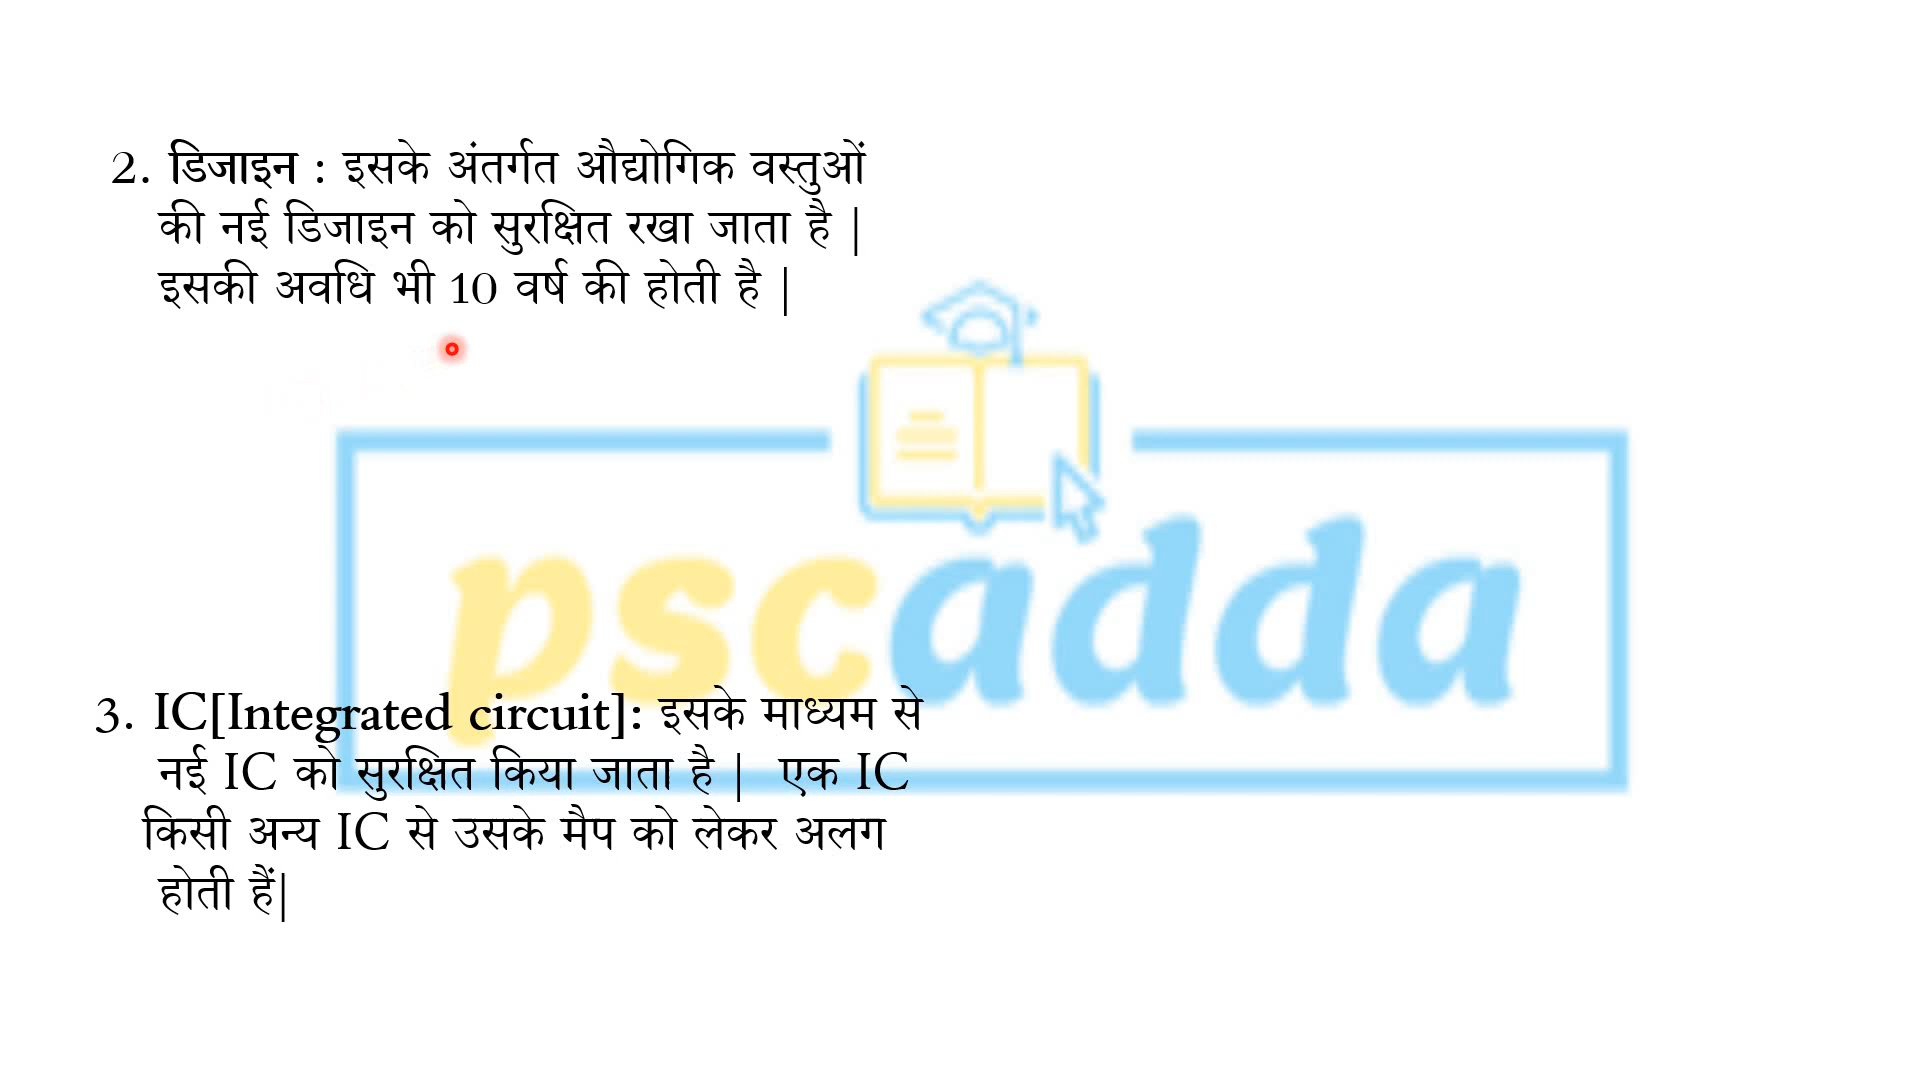 2. डिजाइन : इसके अंतर्गत औद्योगिक वस्तुओं
की नई डिजाइन को सुरक्षित रखा जाता है |
इसकी अवधि भी 10 वर्ष की होती है |
pscadda
3. IC[Integrated circuit]: इसके माध्यम से
नई IC को सुरक्षित किया जाता है | एक IC
किसी अन्य IC से उसके मैप को लेकर अलग
होती हैं|